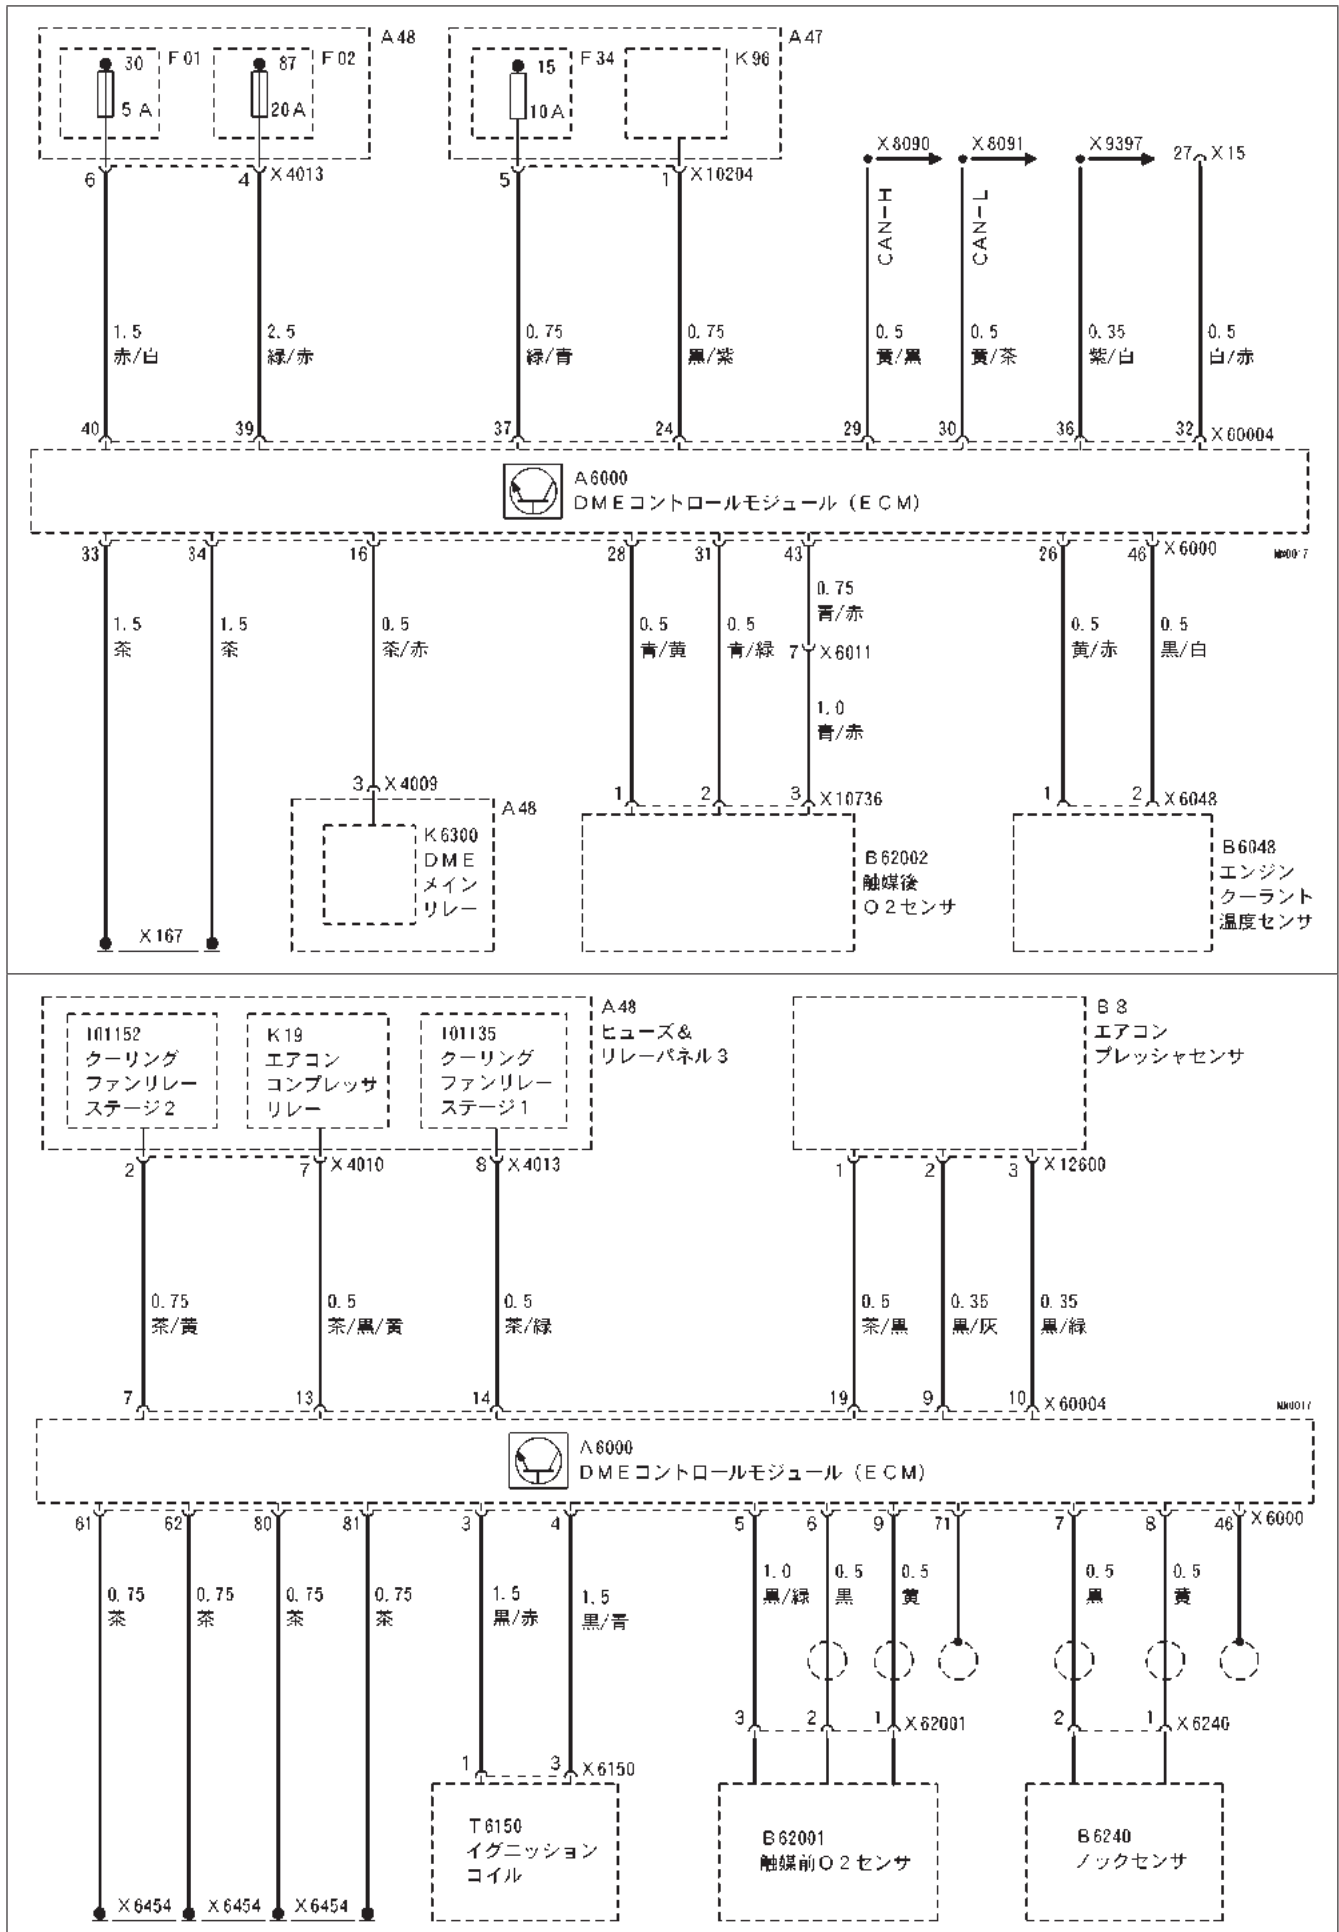 A48
30
F01
5A
87
F02
20A
A47
15
F34
10A
K96
6
4
X4013
5
1
X10204
X8090
X8091
X9397
27
X15
CAN-H
CAN-L
1.5
赤/白
2.5
緑/赤
0.75
緑/青
0.75
黒/紫
0.5
黄/黒
0.5
黄/茶
0.35
紫/白
0.5
白/赤
40
39
37
24
29
30
36
32
X60004
A6000
DMEコントロールモジュール(ECM)
33
34
16
28
31
43
26
46
X6000
1.5
茶
1.5
茶
0.5
茶/赤
0.5
青/黄
0.5
青/緑
0.75
青/赤
7
X6011
1.0
青/赤
0.5
黄/赤
0.5
黒/白
3
X4009
A48
K6300
DME
メイン
リレー
1
2
3
X10736
B62002
触媒後
O2センサ
1
2
X6048
B6048
エンジン
クーラント
温度センサ
X167
A48
ヒューズ&
リレーパネル3
I01152
クーリング
ファンリレー
ステージ2
K19
エアコン
コンプレッサ
リレー
I01135
クーリング
ファンリレー
ステージ1
B8
エアコン
プレッシャセンサ
2
7
X4010
8
X4013
1
2
3
X12600
0.75
茶/黄
0.5
茶/黒/黄
0.5
茶/緑
0.5
茶/黒
0.35
黒/灰
0.35
黒/緑
7
13
14
19
9
10
X60004
A6000
DMEコントロールモジュール(ECM)
61
62
80
81
3
4
5
6
9
71
7
8
46
X6000
0.75
茶
0.75
茶
0.75
茶
0.75
茶
1.5
黒/赤
1.5
黒/青
1.0
黒/緑
0.5
黒
0.5
黄
0.5
黒
0.5
黄
3
2
1
X62001
2
1
X6240
1
3
X6150
T6150
イグニッション
コイル
B62001
触媒前O2センサ
B6240
ノックセンサ
X6454
X6454
X6454